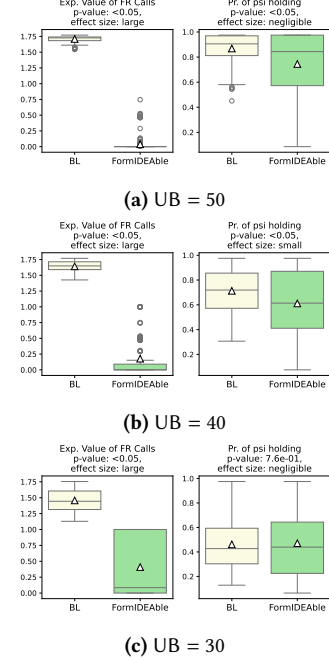 Exp. Value of FR Calls
p-value: <0.05,
effect size: large
1.75
1.50
1.25
1.00
0.75
0.50
0.25
0.00
BL FormIDEAble
Pr. of psi holding
p-value: <0.05,
effect size: negligible
1.0
0.8
0.6
0.4
0.2
BL FormIDEAble
(a) UB = 50
Exp. Value of FR Calls
p-value: <0.05,
effect size: large
1.75
1.50
1.25
1.00
0.75
0.50
0.25
0.00
BL FormIDEAble
Pr. of psi holding
p-value: <0.05,
effect size: small
1.0
0.8
0.6
0.4
0.2
BL FormIDEAble
(b) UB = 40
Exp. Value of FR Calls
p-value: <0.05,
effect size: large
1.75
1.50
1.25
1.00
0.75
0.50
0.25
0.00
BL FormIDEAble
Pr. of psi holding
p-value: 7.6e-01,
effect size: negligible
1.0
0.8
0.6
0.4
0.2
BL FormIDEAble
(c) UB = 30